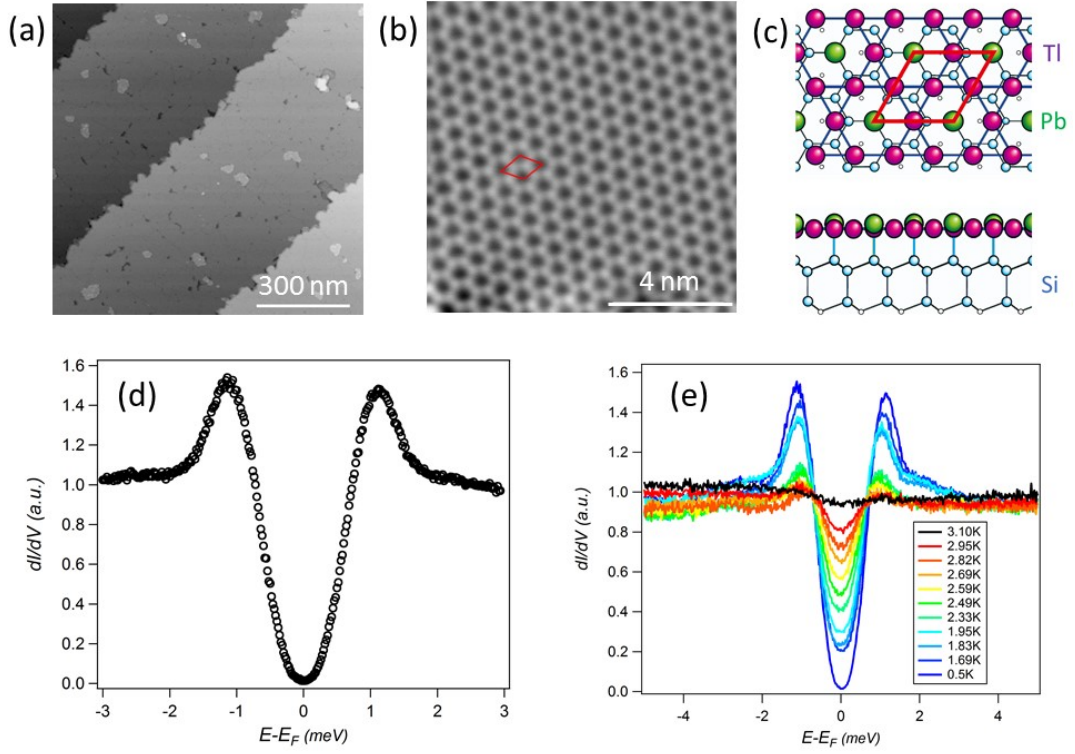 (a)
300 nm
(b)
4 nm
(c)
Tl
Pb
Si
(d)
1.6
1.4
1.2
1.0
0.8
0.6
0.4
0.2
0.0
dI/dV (a.u.)
-3
-2
-1
0
1
2
3
E-EF (meV)
(e)
1.6
1.4
1.2
1.0
0.8
0.6
0.4
0.2
0.0
dI/dV (a.u.)
3.10K
2.95K
2.82K
2.69K
2.59K
2.49K
2.33K
1.95K
1.83K
1.69K
0.5K
-4
-2
0
2
4
E-EF (meV)